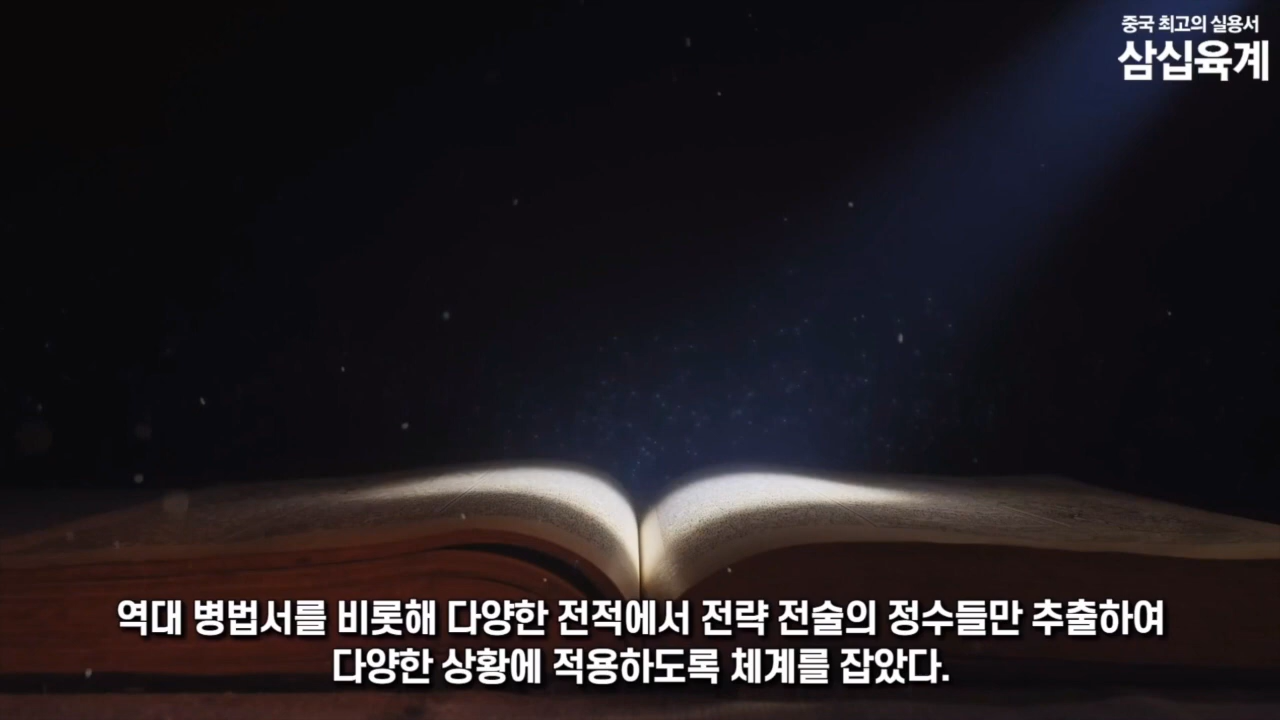 중국 최고의 실용서
삼십육계
역대 병법서를 비롯해 다양한 전적에서 전략 전술의 정수들만 추출하여
다양한 상황에 적용하도록 체계를 잡았다.